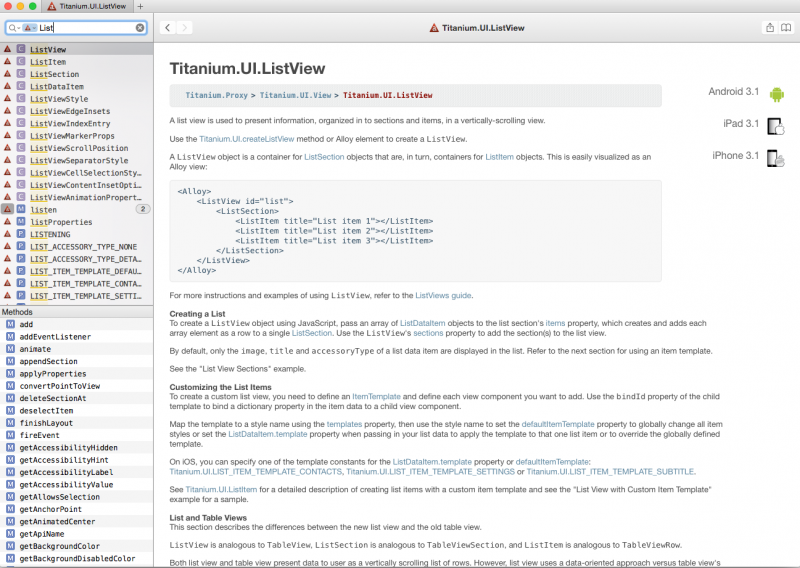 Titanium.UI.ListView
List
Titanium.UI.ListView
ListView
ListItem
ListSection
ListDataItem
ListViewStyle
ListViewEdgeInsets
ListViewIndexEntry
ListViewMarkerProps
ListViewScrollPosition
ListViewSeparatorStyle
ListViewCellSelectionSty…
ListViewContentInsetOpti…
ListViewAnimationPropert…
listen 2
listProperties
LISTENING
LIST_ACCESSORY_TYPE_NONE
LIST_ACCESSORY_TYPE_DETA…
LIST_ITEM_TEMPLATE_DEFAU…
LIST_ITEM_TEMPLATE_CONTA…
LIST_ITEM_TEMPLATE_SETTI…
Methods
add
addEventListener
animate
appendSection
applyProperties
convertPointToView
deleteSectionAt
deselectItem
finishLayout
fireEvent
getAccessibilityHidden
getAccessibilityHint
getAccessibilityLabel
getAccessibilityValue
getAllowsSelection
getAnchorPoint
getAnimatedCenter
getApiName
getBackgroundColor
getBackgroundDisabledColor
Titanium.UI.ListView
Titanium.Proxy > Titanium.UI.View > Titanium.UI.ListView
Android 3.1
iPad 3.1
iPhone 3.1
A list view is used to present information, organized in to sections and items, in a vertically-scrolling view.
Use the Titanium.UI.createListView method or Alloy element to create a ListView.
A ListView object is a container for ListSection objects that are, in turn, containers for ListItem objects. This is easily visualized as an
Alloy view:
<Alloy>
<ListView id="list">
<ListSection>
<ListItem title="List item 1"></ListItem>
<ListItem title="List item 2"></ListItem>
<ListItem title="List item 3"></ListItem>
</ListSection>
</ListView>
</Alloy>
For more instructions and examples of using ListView, refer to the ListViews guide.
Creating a List
To create a ListView object using JavaScript, pass an array of ListDataItem objects to the list section's items property, which creates and adds each
array element as a row to a single ListSection. Use the ListView's sections property to add the section(s) to the list view.
By default, only the image, title and accessoryType of a list data item are displayed in the list. Refer to the next section for using an item template.
See the "List View Sections" example.
Customizing the List Items
To create a custom list view, you need to define an ItemTemplate and define each view component you want to add. Use the bindId property of the child
template to bind a dictionary property in the item data to a child view component.
Map the template to a style name using the templates property, then use the style name to set the defaultItemTemplate property to globally change all item
styles or set the ListDataItem.template property when passing in your list data to apply the template to that one list item or to override the globally defined
template.
On iOS, you can specify one of the template constants for the ListDataItem.template property or defaultItemTemplate:
Titanium.UI.LIST_ITEM_TEMPLATE_CONTACTS, Titanium.UI.LIST_ITEM_TEMPLATE_SETTINGS or Titanium.UI.LIST_ITEM_TEMPLATE_SUBTITLE.
See Titanium.UI.ListItem for a detailed description of creating list items with a custom item template and see the "List View with Custom Item Template"
example for a sample.
List and Table Views
This section describes the differences between the new list view and the old table view.
ListView is analogous to TableView, ListSection is analogous to TableViewSection, and ListItem is analogous to TableViewRow.
Both list view and table view present data to user as a vertically scrolling list of rows. However, list view uses a data-oriented approach versus table view's